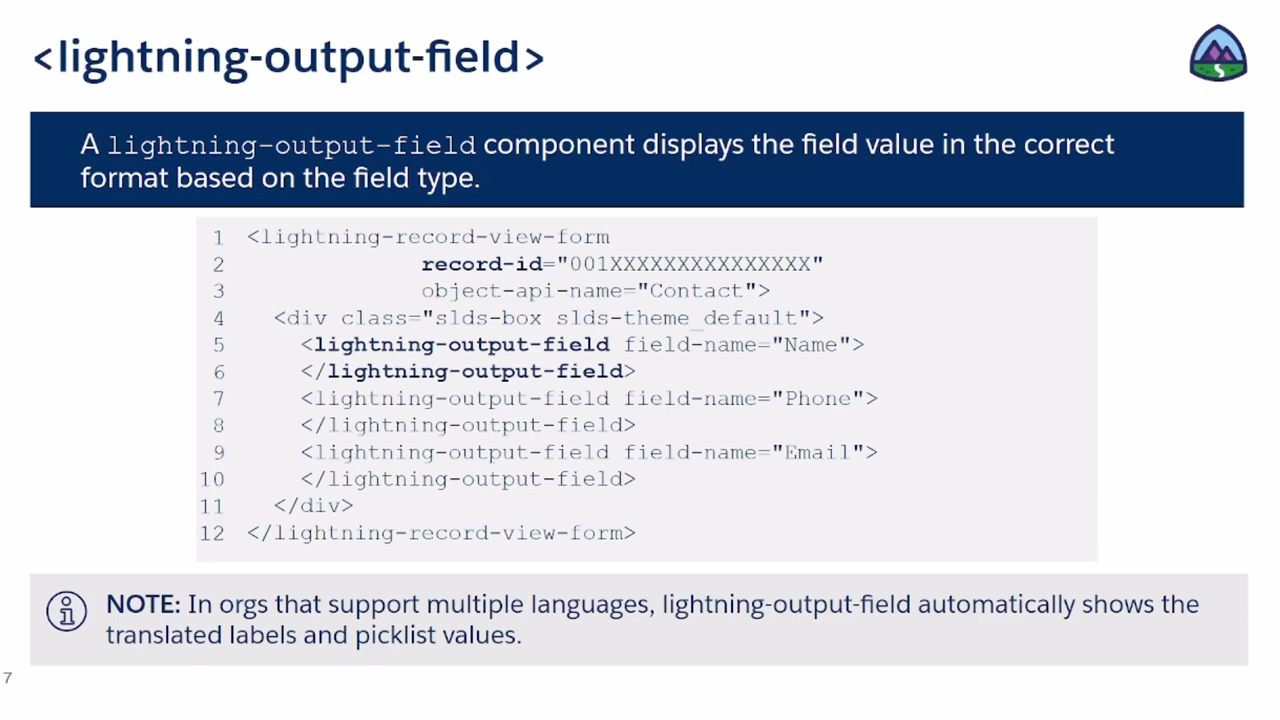 <lightning-output-field>
A lightning-output-field component displays the field value in the correct
format based on the field type.
1 <lightning-record-view-form
2 record-id="001XXXXXXXXXXXXXXX"
3 object-api-name="Contact">
4 <div class="slds-box slds-theme_default">
5 <lightning-output-field field-name="Name">
6 </lightning-output-field>
7 <lightning-output-field field-name="Phone">
8 </lightning-output-field>
9 <lightning-output-field field-name="Email">
10 </lightning-output-field>
11 </div>
12 </lightning-record-view-form>
NOTE: In orgs that support multiple languages, lightning-output-field automatically shows the
translated labels and picklist values.
7